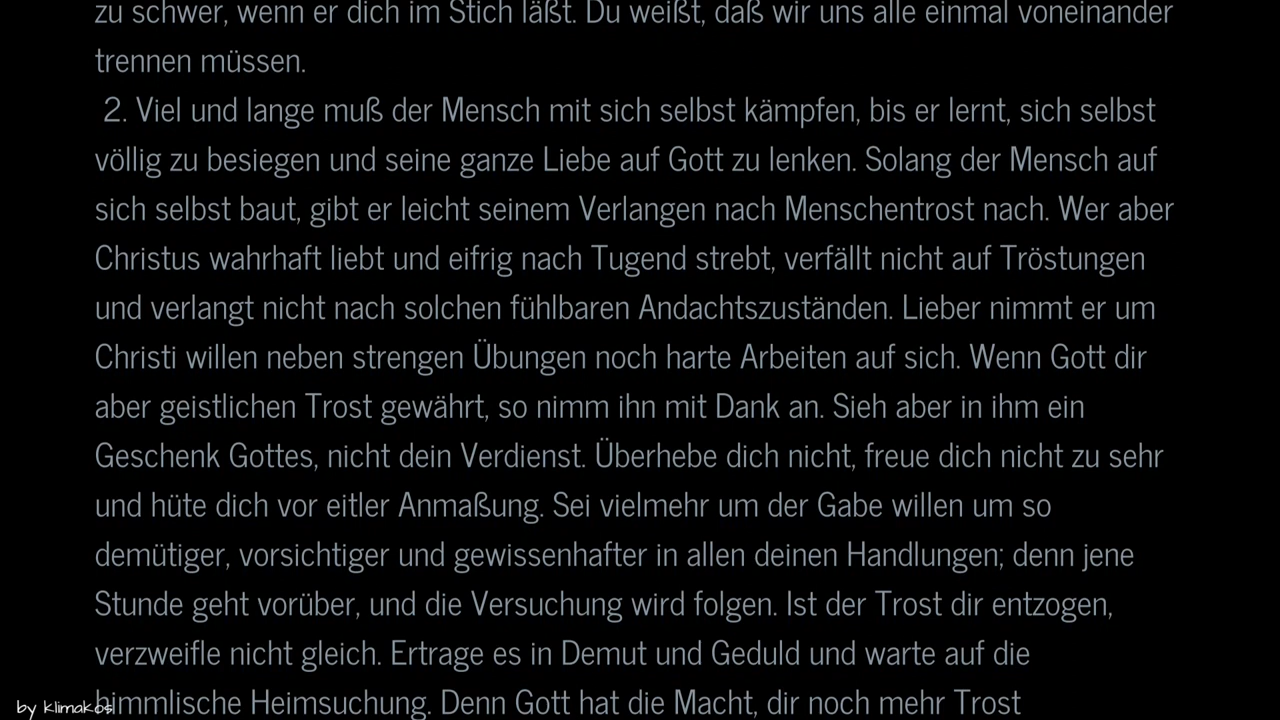 zu schwer, wenn er dich im Stich läßt. Du weißt, daß wir uns alle einmal voneinander
trennen müssen.
2. Viel und lange muß der Mensch mit sich selbst kämpfen, bis er lernt, sich selbst
völlig zu besiegen und seine ganze Liebe auf Gott zu lenken. Solang der Mensch auf
sich selbst baut, gibt er leicht seinem Verlangen nach Menschentrost nach. Wer aber
Christus wahrhaft liebt und eifrig nach Tugend strebt, verfällt nicht auf Tröstungen
und verlangt nicht nach solchen fühlbaren Andachtszuständen. Lieber nimmt er um
Christi willen neben strengen Übungen noch harte Arbeiten auf sich. Wenn Gott dir
aber geistlichen Trost gewährt, so nimm ihn mit Dank an. Sieh aber in ihm ein
Geschenk Gottes, nicht dein Verdienst. Überhebe dich nicht, freue dich nicht zu sehr
und hüte dich vor eitler Anmaßung. Sei vielmehr um der Gabe willen um so
demütiger, vorsichtiger und gewissenhafter in allen deinen Handlungen; denn jene
Stunde geht vorüber, und die Versuchung wird folgen. Ist der Trost dir entzogen,
verzweifle nicht gleich. Ertrage es in Demut und Geduld und warte auf die
himmlische Heimsuchung. Denn Gott hat die Macht, dir noch mehr Trost
by klimakos